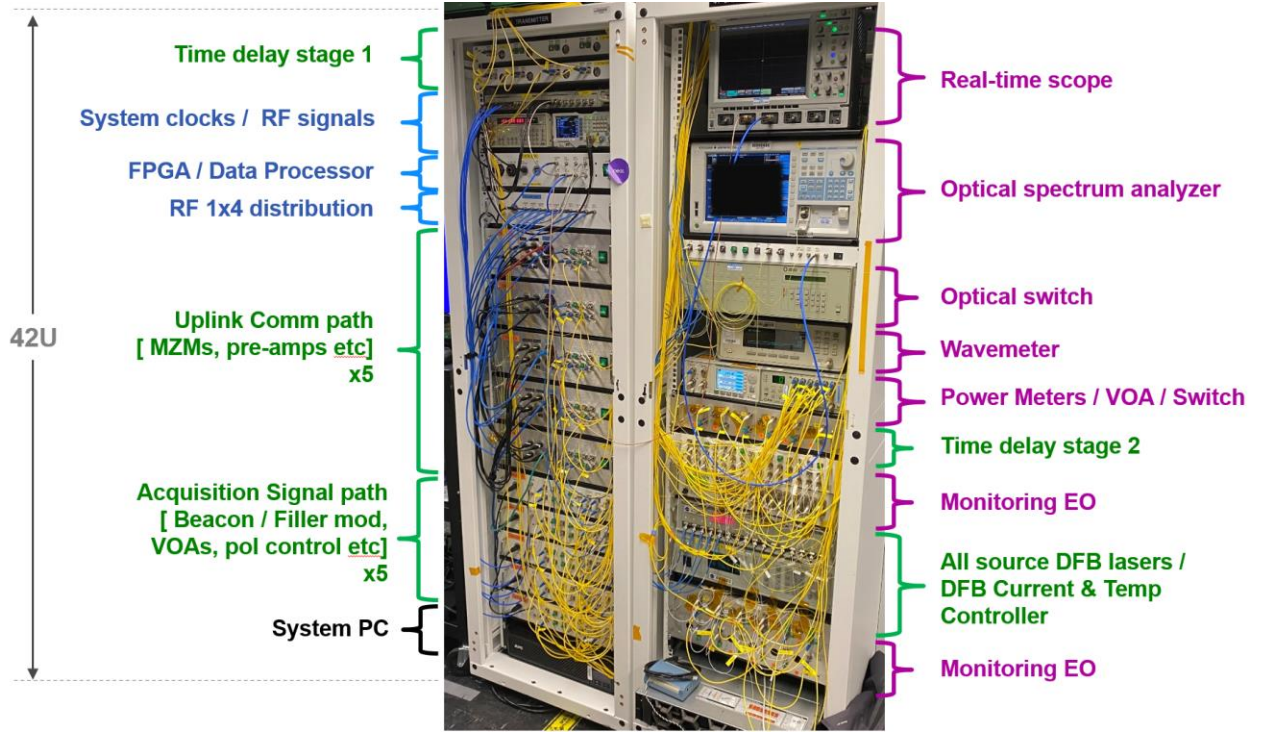 42U
Time delay stage 1
System clocks / RF signals
FPGA / Data Processor
RF 1x4 distribution
Uplink Comm path
[ MZMs, pre-amps etc]
x5
Acquisition Signal path
[ Beacon / Filler mod,
VOAs, pol control etc]
x5
System PC
TRANSMITTER
Real-time scope
Optical spectrum analyzer
Optical switch
Wavemeter
Power Meters / VOA / Switch
Time delay stage 2
Monitoring EO
All source DFB lasers /
DFB Current & Temp
Controller
Monitoring EO